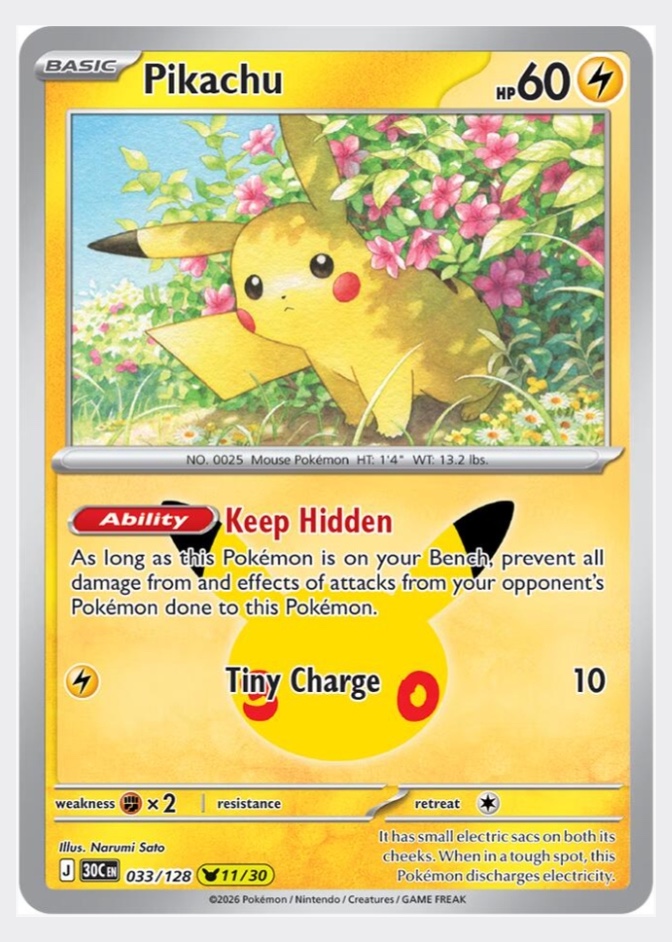 BASIC Pikachu HP60
NO. 0025 Mouse Pokémon HT: 1'4" WT: 13.2 lbs.
Ability Keep Hidden
As long as this Pokémon is on your Bench, prevent all
damage from and effects of attacks from your opponent's
Pokémon done to this Pokémon.
Tiny Charge 10
weakness ×2 resistance retreat
Illus. Narumi Sato
J 30C EN 033/128 11/30
It has small electric sacs on both its
cheeks. When in a tough spot, this
Pokémon discharges electricity.
©2026 Pokémon / Nintendo / Creatures / GAME FREAK